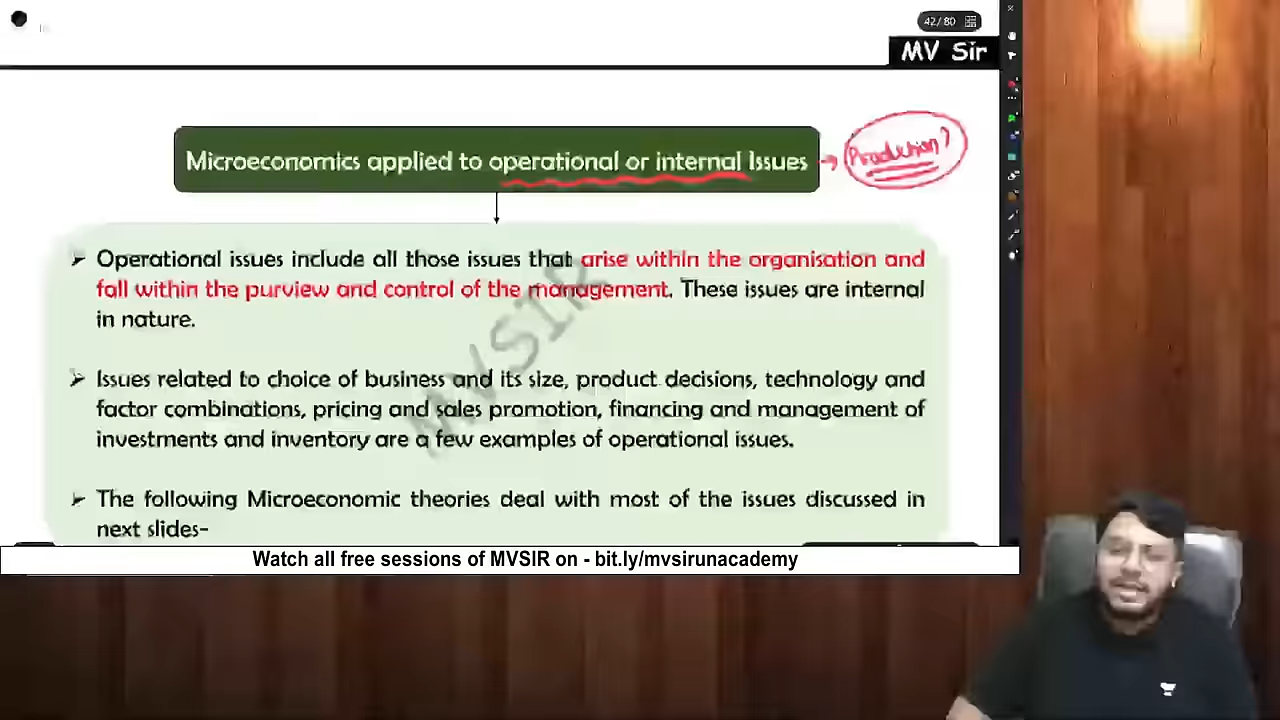 42/80
MV Sir
Microeconomics applied to operational or internal Issues
Production?
Operational issues include all those issues that arise within the organisation and
fall within the purview and control of the management. These issues are internal
in nature.
Issues related to choice of business and its size, product decisions, technology and
factor combinations, pricing and sales promotion, financing and management of
investments and inventory are a few examples of operational issues.
The following Microeconomic theories deal with most of the issues discussed in
next slides-
MVSIR
Watch all free sessions of MVSIR on - bit.ly/mvsirunacademy